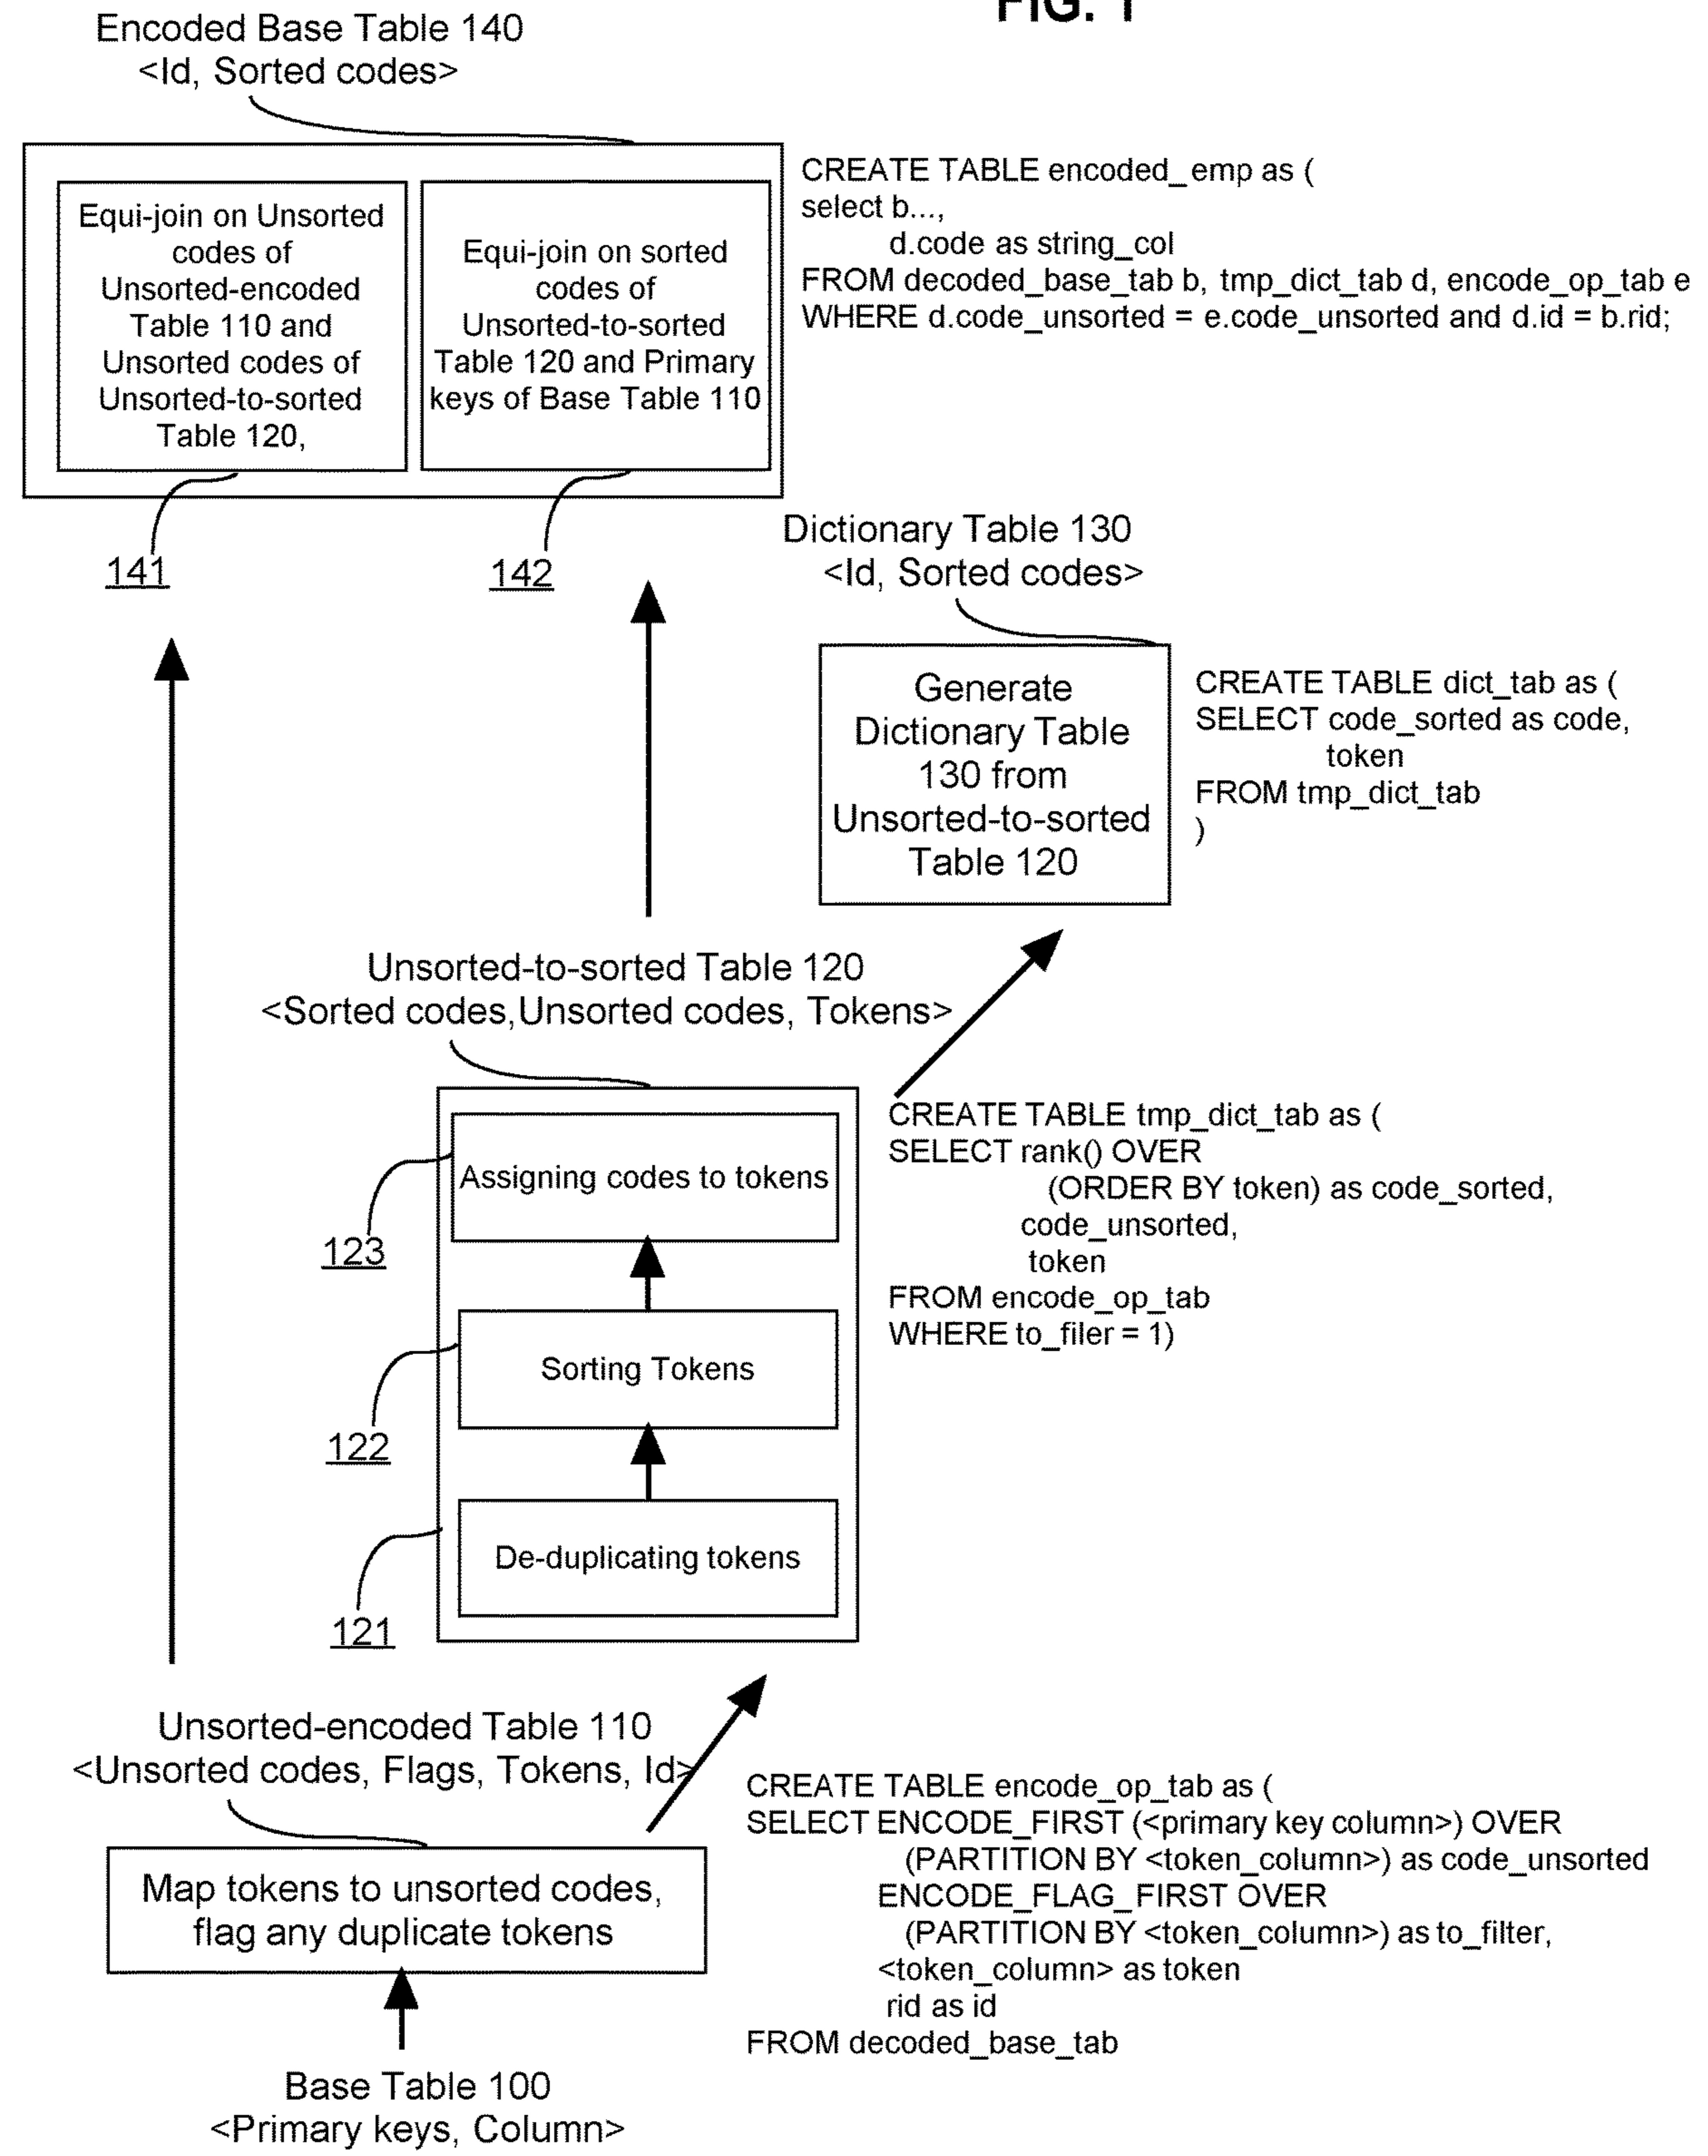 FIG. 1
Encoded Base Table 140
<Id, Sorted codes>
Equi-join on Unsorted
codes of
Unsorted-encoded
Table 110 and
Unsorted codes of
Unsorted-to-sorted
Table 120,
Equi-join on sorted
codes of
Unsorted-to-sorted
Table 120 and Primary
keys of Base Table 110
CREATE TABLE encoded_emp as (
select b...,
d.code as string_col
FROM decoded_base_tab b, tmp_dict_tab d, encode_op_tab e
WHERE d.code_unsorted = e.code_unsorted and d.id = b.rid;
141
142
Dictionary Table 130
<Id, Sorted codes>
Generate
Dictionary Table
130 from
Unsorted-to-sorted
Table 120
CREATE TABLE dict_tab as (
SELECT code_sorted as code,
token
FROM tmp_dict_tab
)
Unsorted-to-sorted Table 120
<Sorted codes,Unsorted codes, Tokens>
Assigning codes to tokens
123
Sorting Tokens
122
De-duplicating tokens
121
CREATE TABLE tmp_dict_tab as (
SELECT rank() OVER
(ORDER BY token) as code_sorted,
code_unsorted,
token
FROM encode_op_tab
WHERE to_filer = 1)
Unsorted-encoded Table 110
<Unsorted codes, Flags, Tokens, Id>
Map tokens to unsorted codes,
flag any duplicate tokens
CREATE TABLE encode_op_tab as (
SELECT ENCODE_FIRST (<primary key column>) OVER
(PARTITION BY <token_column>) as code_unsorted
ENCODE_FLAG_FIRST OVER
(PARTITION BY <token_column>) as to_filter,
<token_column> as token
rid as id
FROM decoded_base_tab
Base Table 100
<Primary keys, Column>